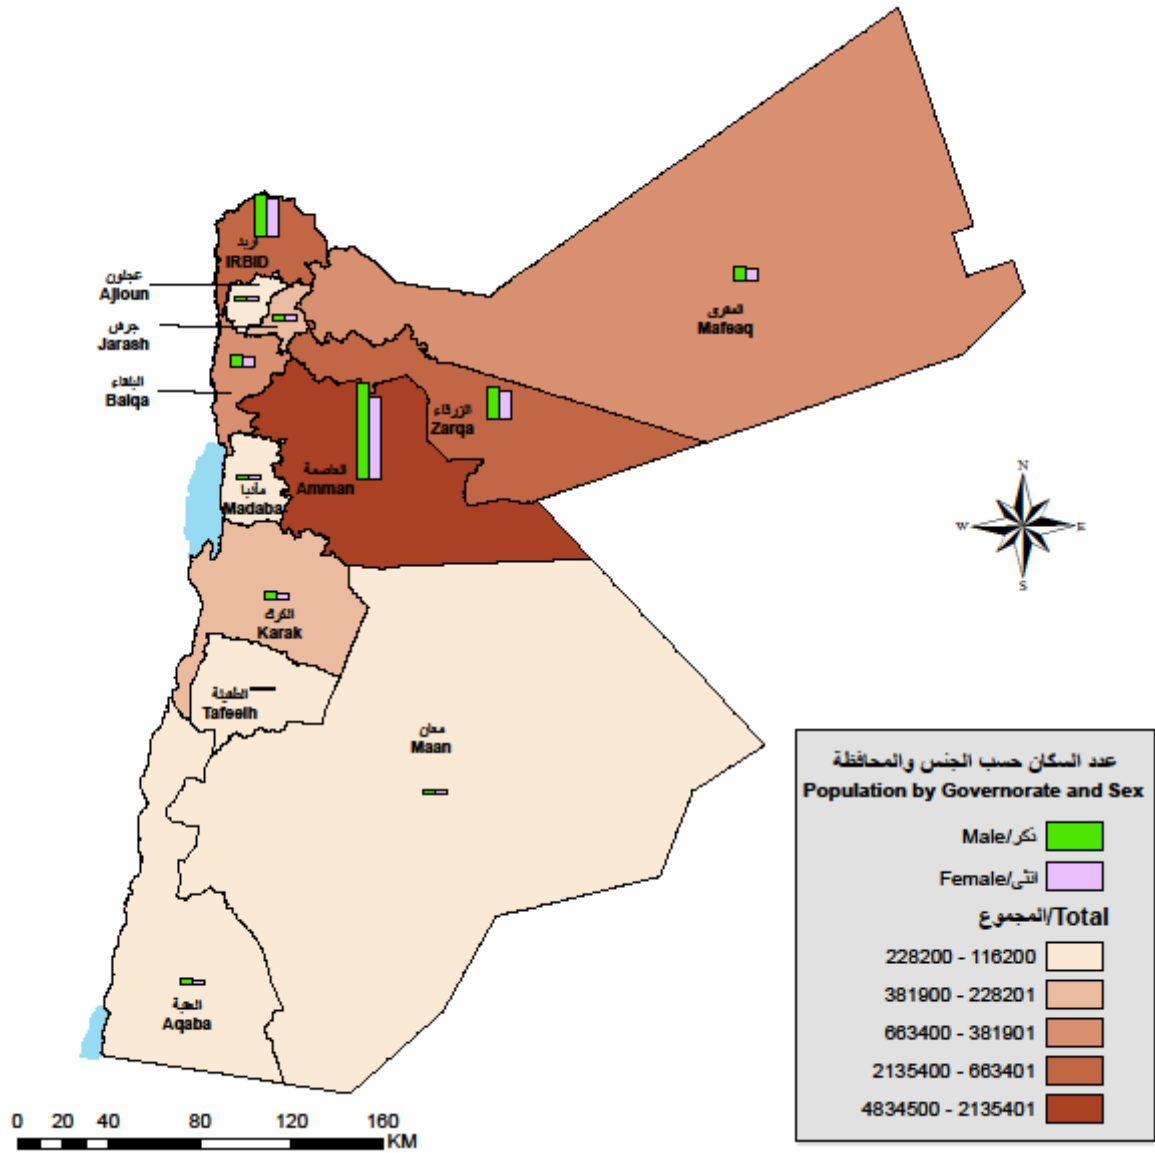 اربد
IRBID
عجلون
Ajloun
جرش
Jarash
البلقاء
Balqa
المفرق
Mafraq
الزرقاء
Zarqa
العاصمة
Amman
مأدبا
Madaba
الكرك
Karak
الطفيلة
Tafeelh
معان
Maan
العقبة
Aqaba
N
W
E
S
عدد السكان حسب الجنس والمحافظة
Population by Governorate and Sex
Male/ذكر
Female/انثى
المجموع/Total
228200 - 116200
381900 - 228201
663400 - 381901
2135400 - 663401
4834500 - 2135401
0 20 40 80 120 160
KM